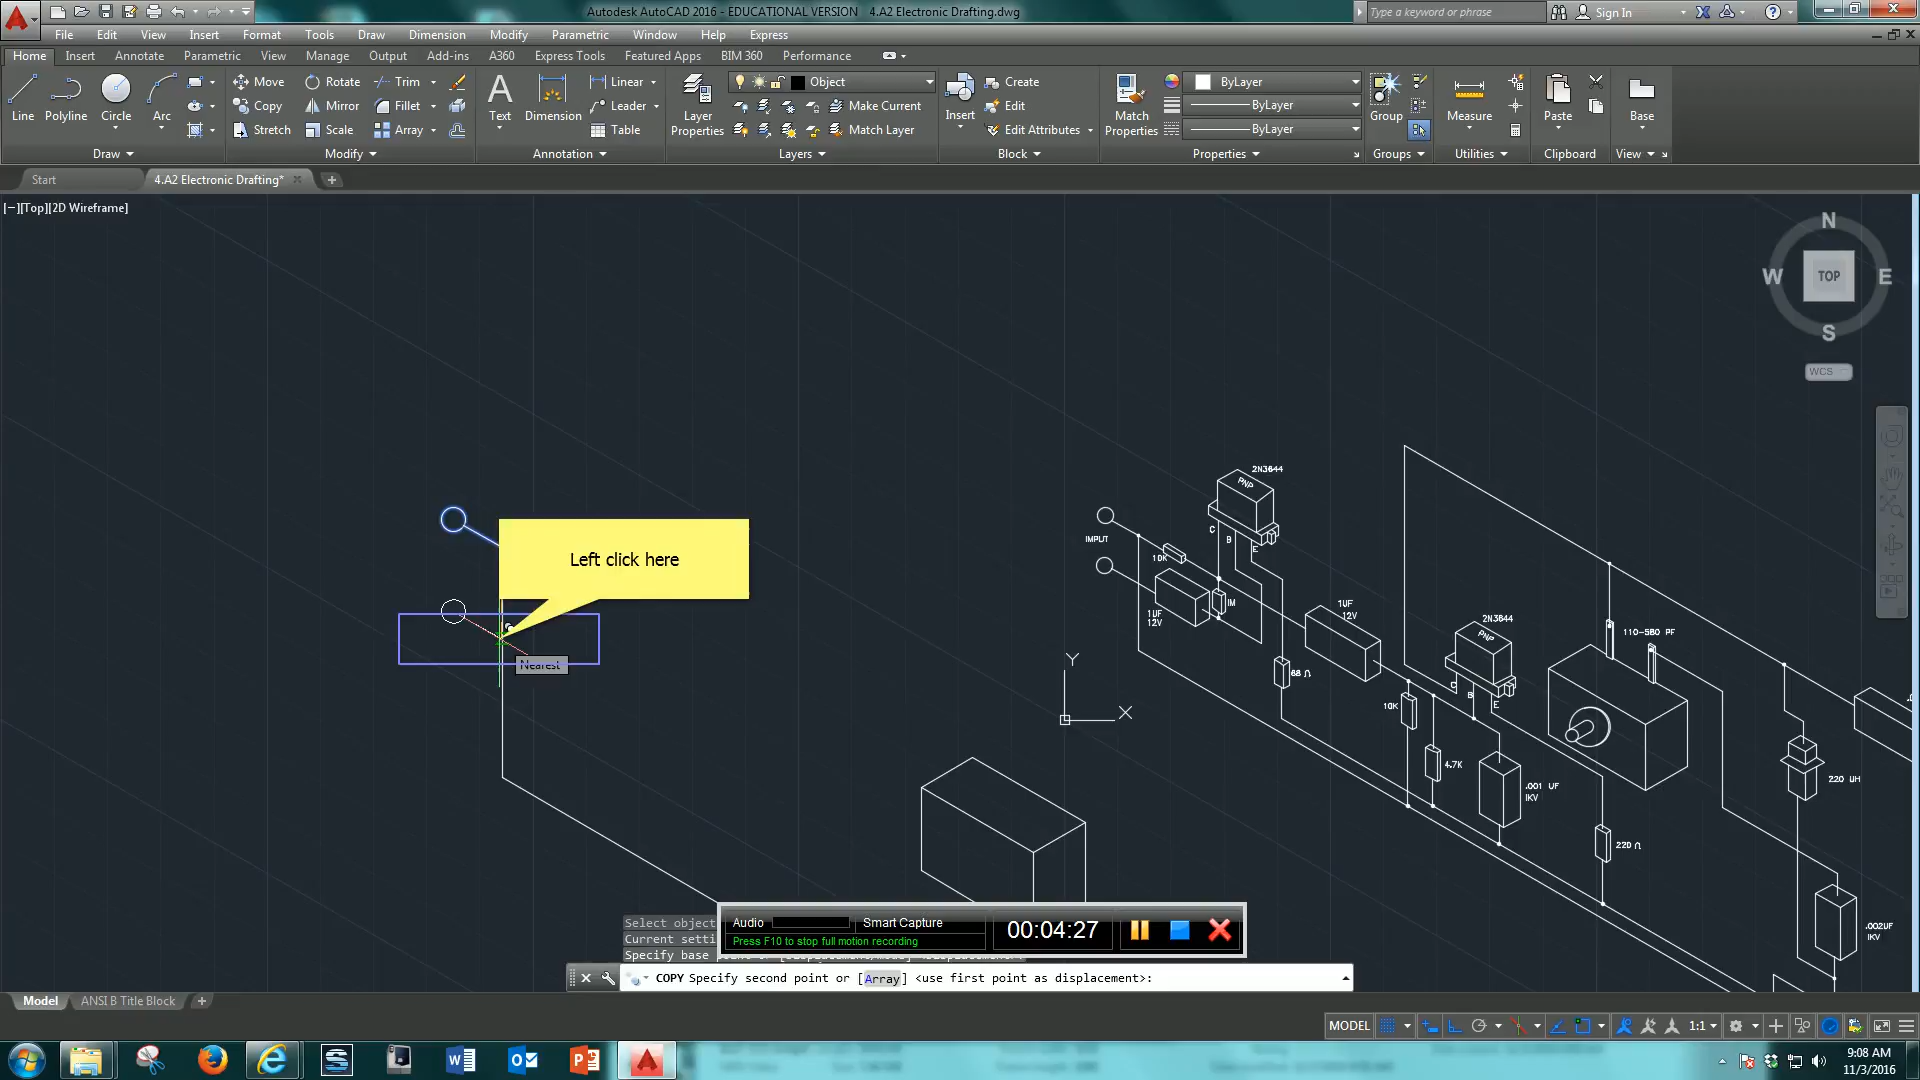 Autodesk AutoCAD 2016 - EDUCATIONAL VERSION 4.A2 Electronic Drafting.dwg
Type a keyword or phrase
Sign In
File Edit View Insert Format Tools Draw Dimension Modify Parametric Window Help Express
Home Insert Annotate Parametric View Manage Output Add-ins A360 Express Tools Featured Apps BIM 360 Performance
Line Polyline Circle Arc
Draw
Move Rotate Trim
Copy Mirror Fillet
Stretch Scale Array
Modify
Text Dimension
Linear
Leader
Table
Annotation
Layer Properties
Object
Make Current
Match Layer
Layers
Insert
Create
Edit
Edit Attributes
Block
Match Properties
ByLayer
ByLayer
ByLayer
Properties
Group
Groups
Measure
Utilities
Paste
Clipboard
Base
View
Start
4.A2 Electronic Drafting*
[−][Top][2D Wireframe]
N
W TOP E
S
WCS
Left click here
Nearest
Y
X
2N3644
PNP
IMPUT
C
B
E
10K
1UF
12V
1M
1UF
12V
68 Ω
2N3644
PNP
C
B
E
10K
4.7K
.001 UF
1KV
110-580 PF
220 Ω
220 UH
.002UF
1KV
Select object
Current setti
Audio
Smart Capture
00:04:27
Press F10 to stop full motion recording
COPY Specify second point or [Array] <use first point as displacement>:
Model ANSI B Title Block
MODEL
1:1
9:08 AM
11/3/2016